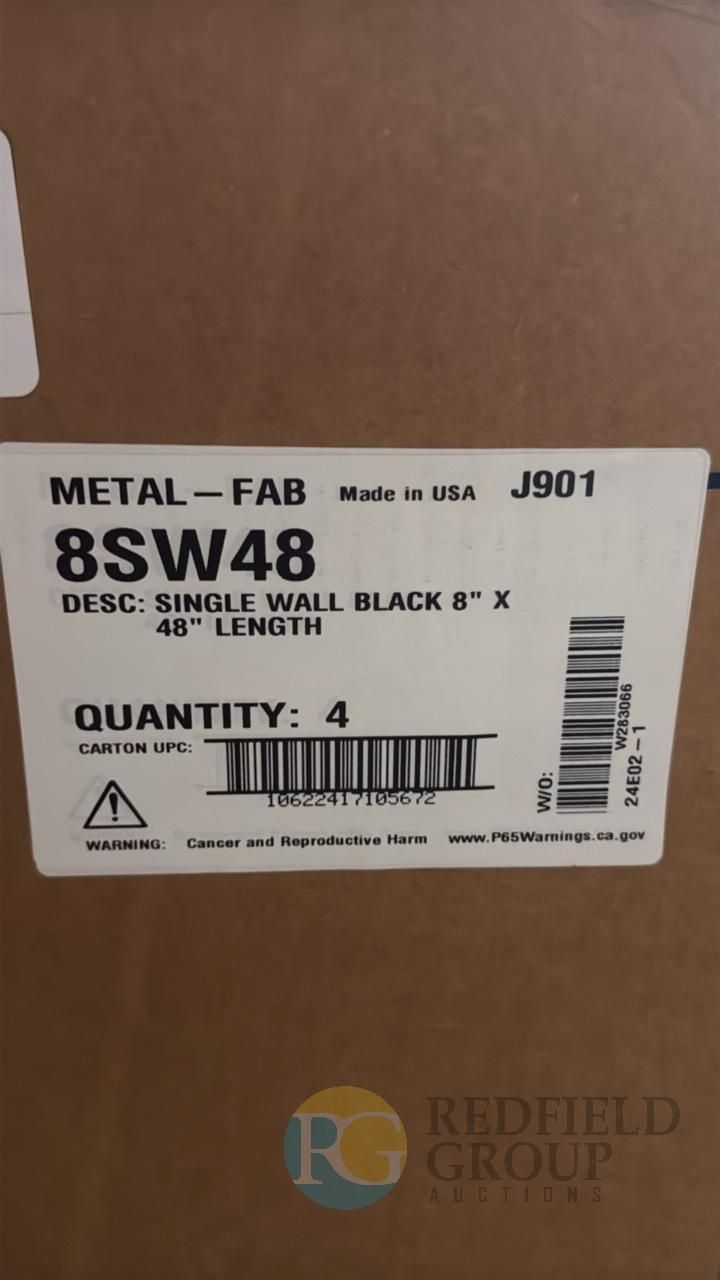 METAL-FAB Made in USA J901
8SW48
DESC: SINGLE WALL BLACK 8" X
48" LENGTH
QUANTITY: 4
CARTON UPC:
10622417105672
W/O:
W283066
24E02-1
WARNING: Cancer and Reproductive Harm www.P65Warnings.ca.gov
RG
REDFIELD
GROUP
AUCTIONS